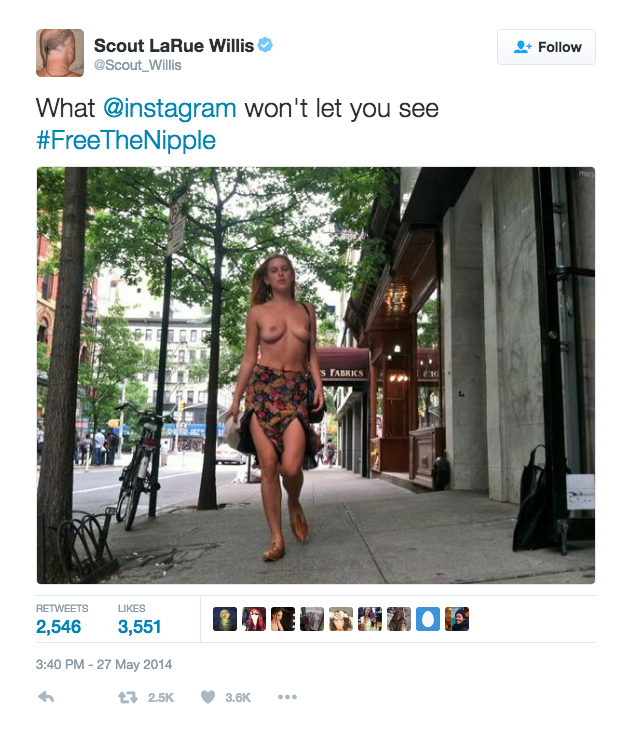 Scout LaRue Willis
@Scout_Willis
Follow
What @instagram won't let you see
#FreeTheNipple
'S FABRICS
RETWEETS
2,546
LIKES
3,551
3:40 PM - 27 May 2014
2.5K
3.6K